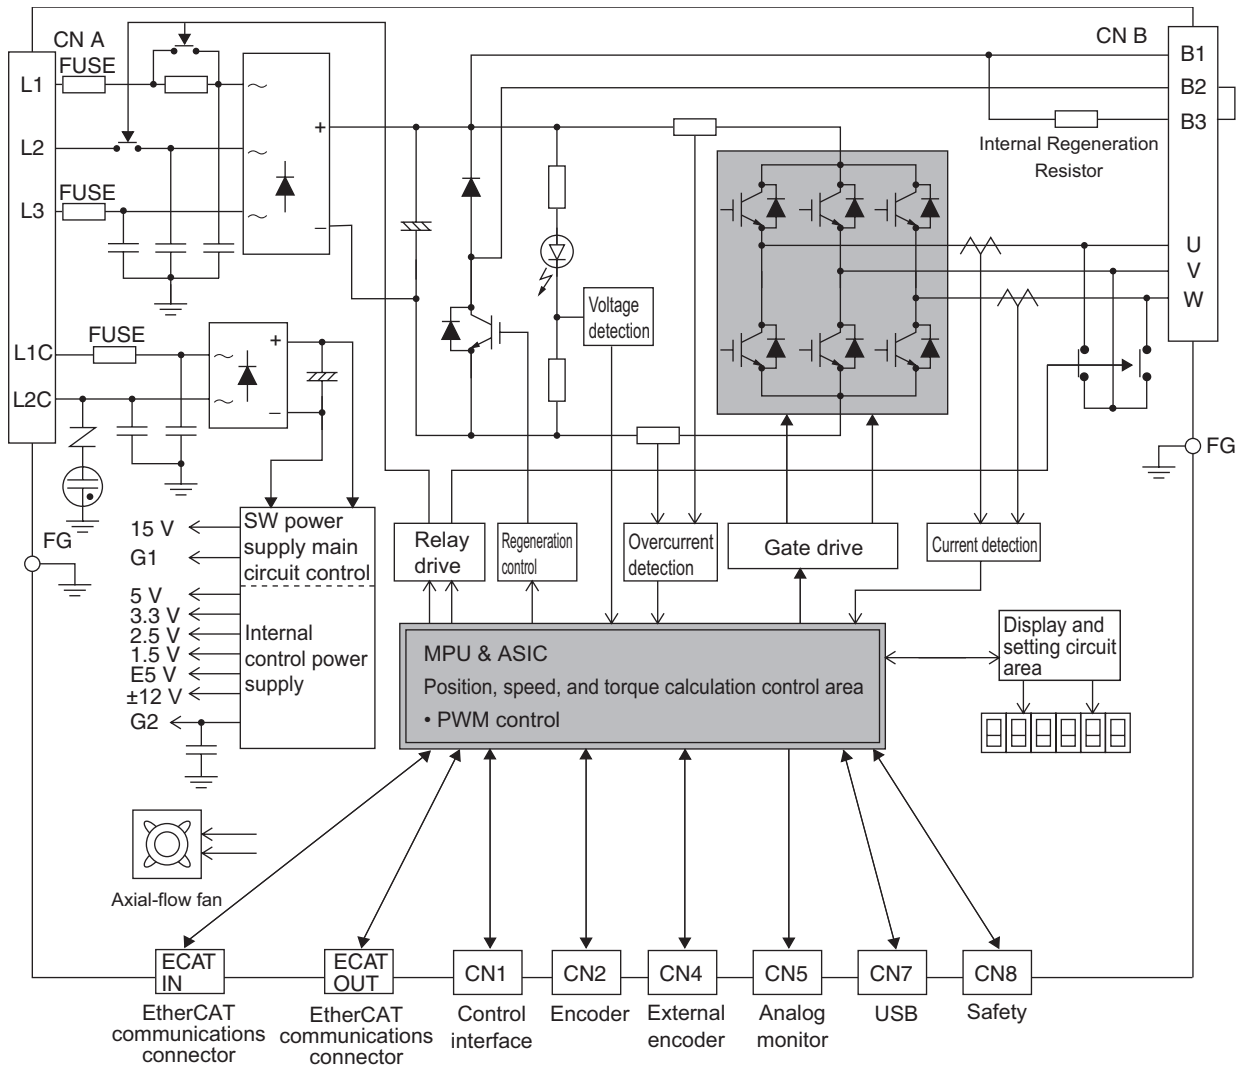 CN A
CN B
FUSE
L1
L2
FUSE
L3
B1
B2
B3
Internal Regeneration
Resistor
+
–
U
V
W
Voltage
detection
FUSE
L1C
L2C
+
–
FG
FG
15 V
G1
5 V
3.3 V
2.5 V
1.5 V
E5 V
±12 V
G2
SW power
supply main
circuit control
Internal
control power
supply
Relay
drive
Regeneration
control
Overcurrent
detection
Gate drive
Current detection
MPU & ASIC
Position, speed, and torque calculation control area
• PWM control
Display and
setting circuit
area
Axial-flow fan
ECAT
IN
ECAT
OUT
CN1
CN2
CN4
CN5
CN7
CN8
EtherCAT
communications
connector
EtherCAT
communications
connector
Control
interface
Encoder
External
encoder
Analog
monitor
USB
Safety